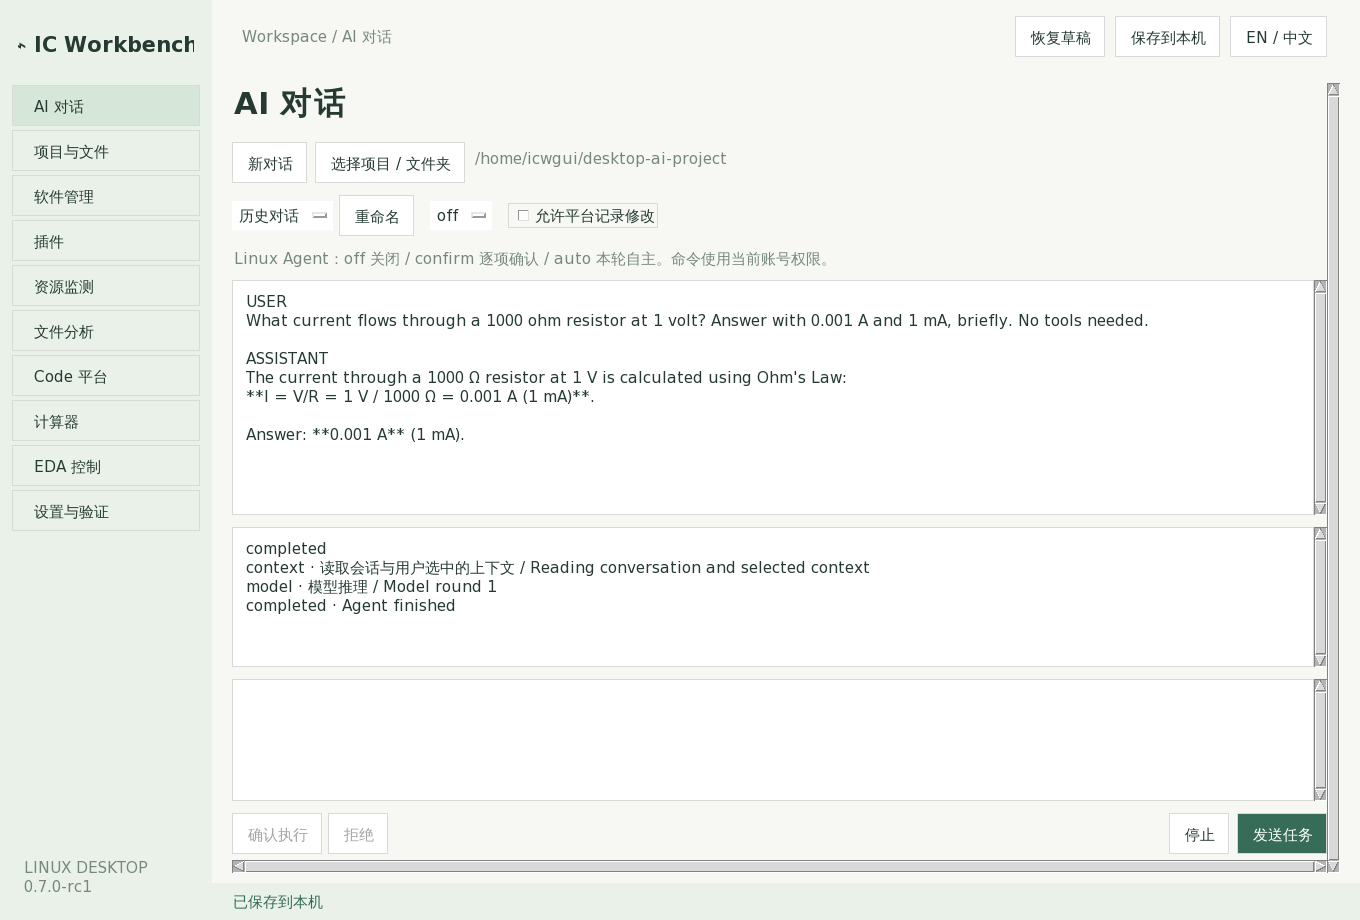 IC Workbench
Workspace / AI 对话
恢复草稿
保存到本机
EN / 中文
AI 对话
项目与文件
软件管理
插件
资源监测
文件分析
Code 平台
计算器
EDA 控制
设置与验证
LINUX DESKTOP
0.7.0-rc1
AI 对话
新对话
选择项目 / 文件夹
/home/icwgui/desktop-ai-project
历史对话
重命名
off
允许平台记录修改
Linux Agent：off 关闭 / confirm 逐项确认 / auto 本轮自主。命令使用当前账号权限。
USER
What current flows through a 1000 ohm resistor at 1 volt? Answer with 0.001 A and 1 mA, briefly. No tools needed.
ASSISTANT
The current through a 1000 Ω resistor at 1 V is calculated using Ohm's Law:
**I = V/R = 1 V / 1000 Ω = 0.001 A (1 mA)**.
Answer: **0.001 A** (1 mA).
completed
context · 读取会话与用户选中的上下文 / Reading conversation and selected context
model · 模型推理 / Model round 1
completed · Agent finished
确认执行
拒绝
停止
发送任务
已保存到本机